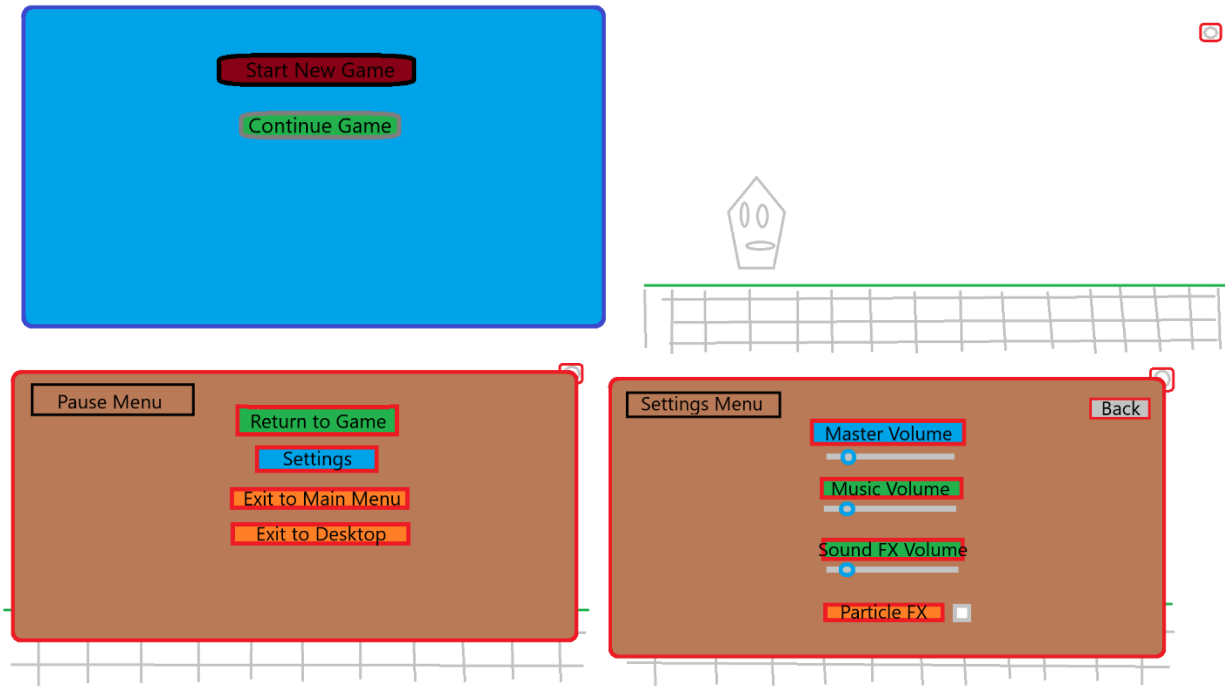 Start New Game
Continue Game
Pause Menu
Return to Game
Settings
Exit to Main Menu
Exit to Desktop
Settings Menu
Back
Master Volume
Music Volume
Sound FX Volume
Particle FX